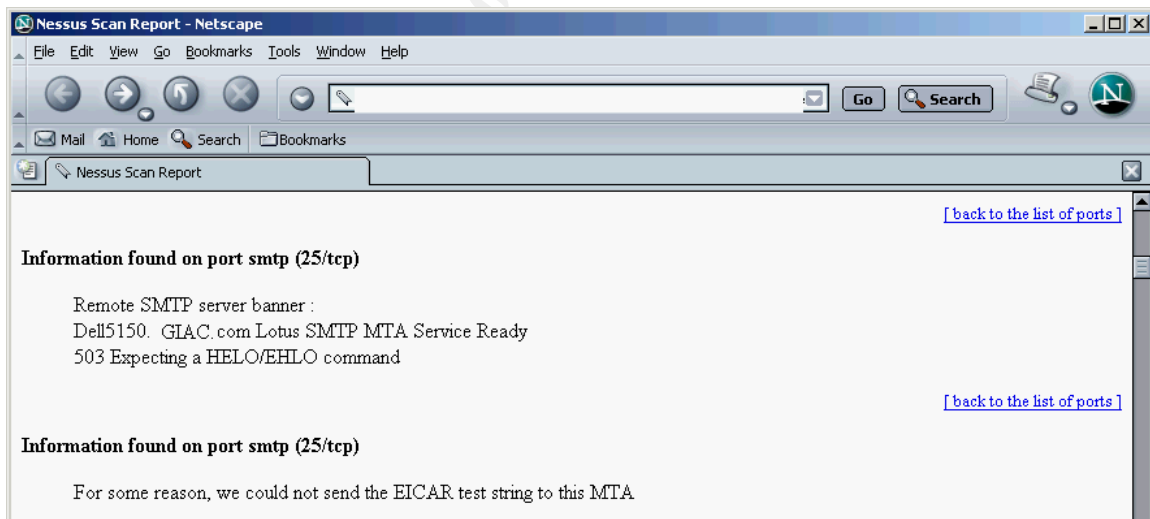 Nessus Scan Report - Netscape
File Edit View Go Bookmarks Tools Window Help
Go Search
Mail Home Search Bookmarks
Nessus Scan Report
[ back to the list of ports ]
Information found on port smtp (25/tcp)
Remote SMTP server banner :
Dell5150. GIAC.com Lotus SMTP MTA Service Ready
503 Expecting a HELO/EHLO command
[ back to the list of ports ]
Information found on port smtp (25/tcp)
For some reason, we could not send the EICAR test string to this MTA